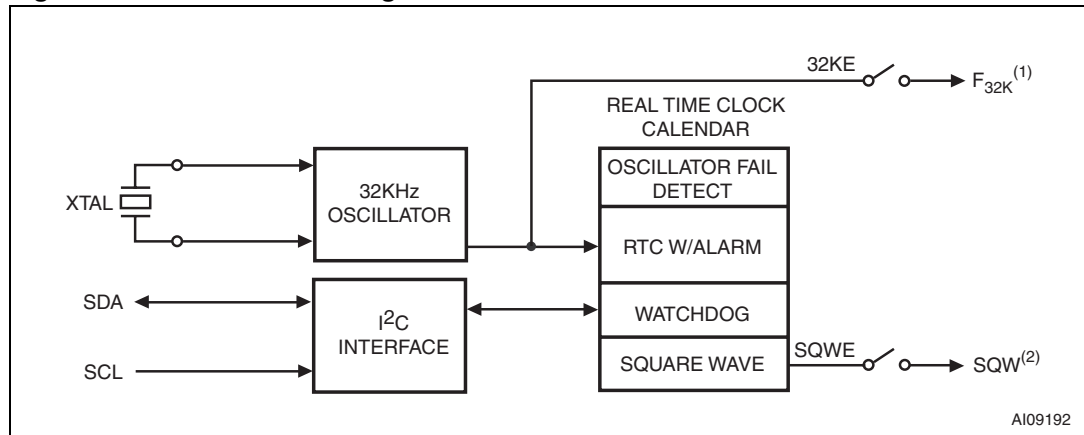 32KE
F32K(1)
REAL TIME CLOCK
CALENDAR
OSCILLATOR FAIL
DETECT
32KHz
OSCILLATOR
XTAL
RTC W/ALARM
SDA
I2C
INTERFACE
WATCHDOG
SCL
SQUARE WAVE
SQWE
SQW(2)
AI09192